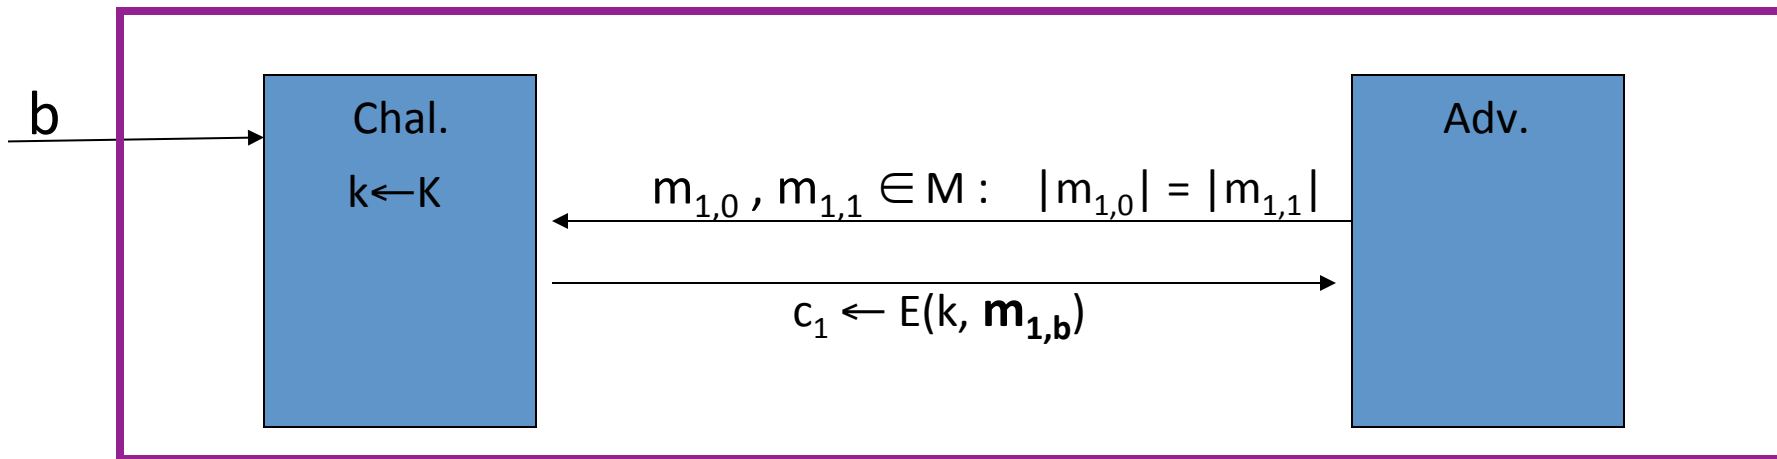 b
Chal.
k←K
m₁,₀ , m₁,₁ ∈ M : |m₁,₀| = |m₁,₁|
c₁ ← E(k, m₁,b)
Adv.